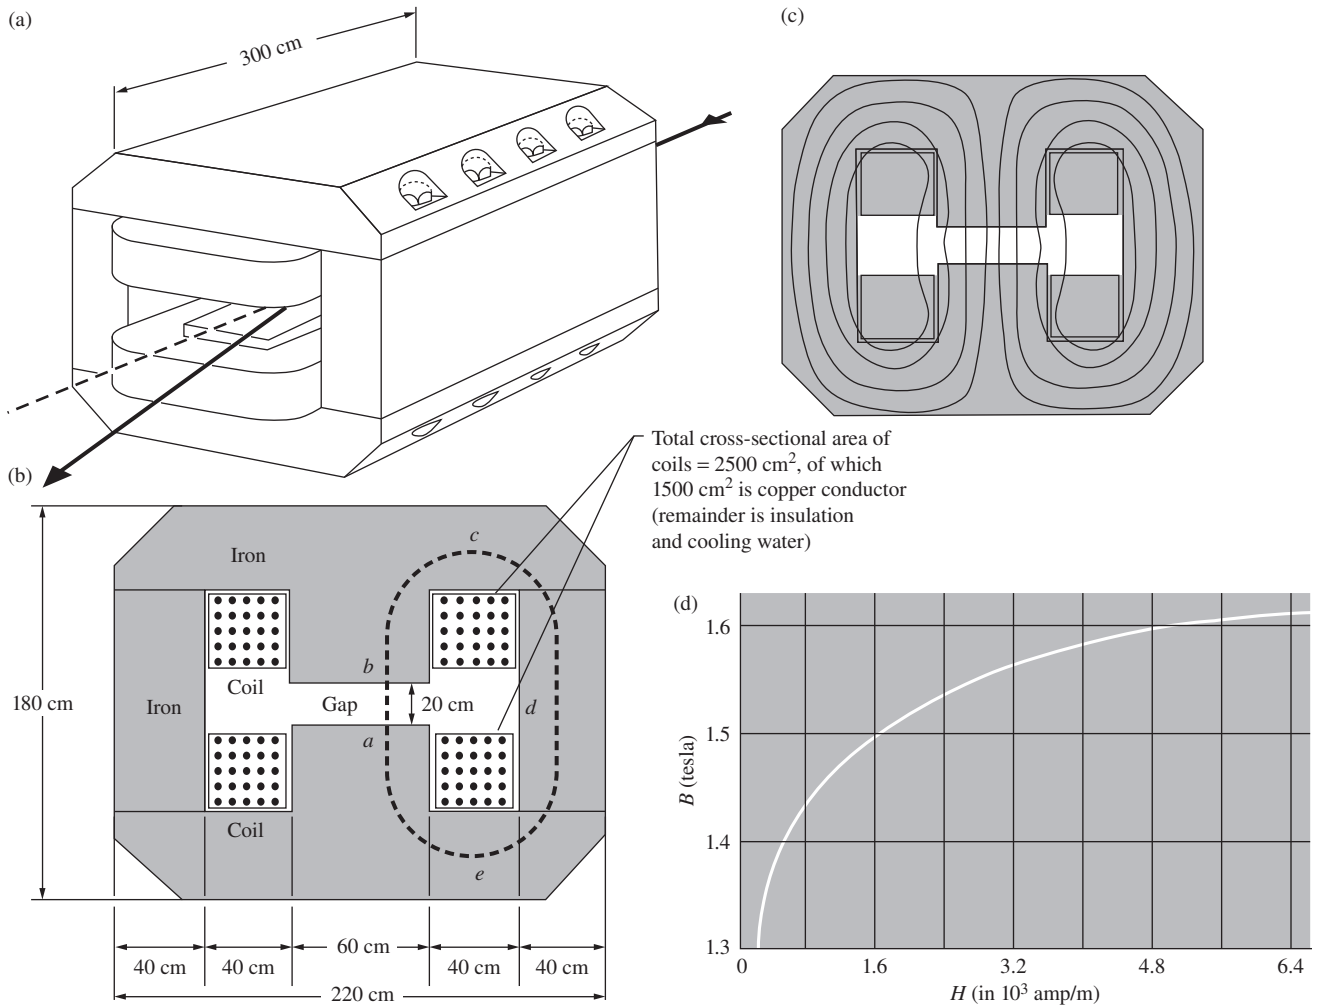 (a)
300 cm
(c)
(b)
Total cross-sectional area of
coils = 2500 cm², of which
1500 cm² is copper conductor
(remainder is insulation
and cooling water)
c
Iron
Coil
b
180 cm
Iron
Gap
20 cm
d
a
Coil
e
60 cm
40 cm
40 cm
40 cm
40 cm
220 cm
(d)
1.6
1.5
1.4
1.3
B (tesla)
0
1.6
3.2
4.8
6.4
H (in 10³ amp/m)